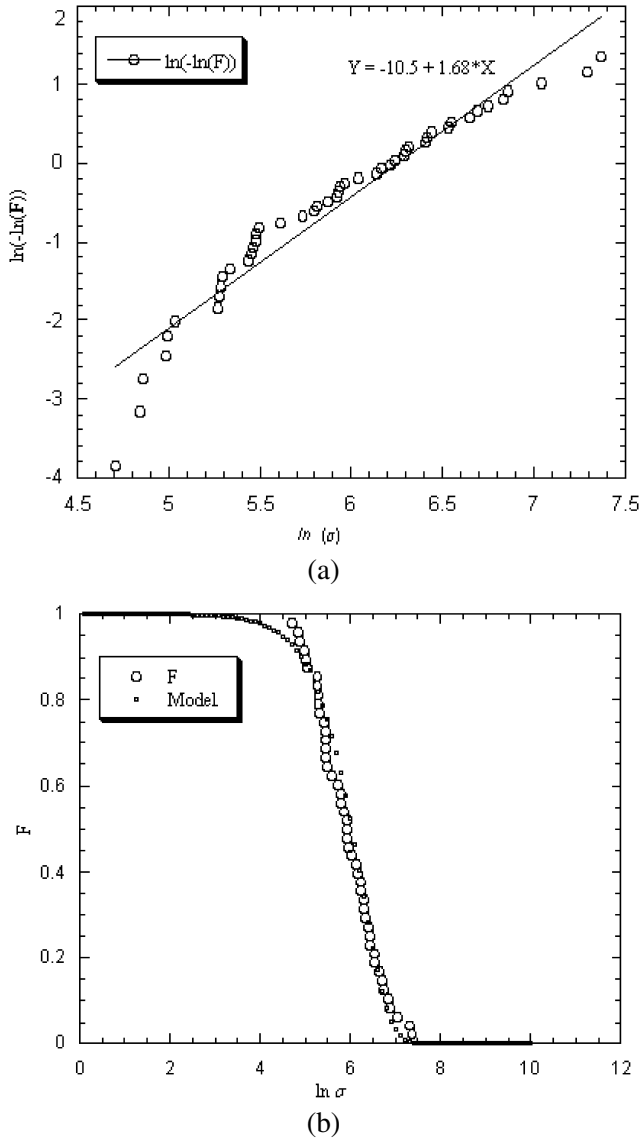 2
1
0
-1
-2
-3
-4
ln(-ln(F))
ln(-ln(F))
Y = -10.5 + 1.68*X
4.5 5 5.5 6 6.5 7 7.5
ln (σ)
(a)
1
0.8
0.6
0.4
0.2
0
F
F
Model
0 2 4 6 8 10 12
ln σ
(b)